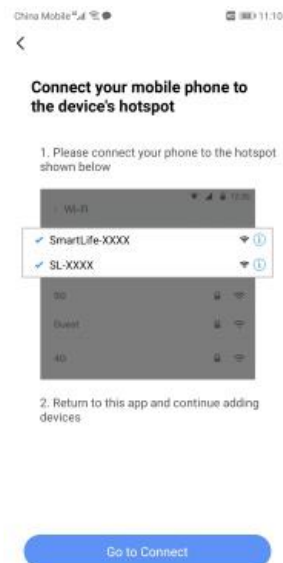 China Mobile 11:10
Connect your mobile phone to
the device's hotspot
1. Please connect your phone to the hotspot
shown below
Wi-Fi
SmartLife-XXXX
SL-XXXX
Guest
4G
2. Return to this app and continue adding
devices
Go to Connect